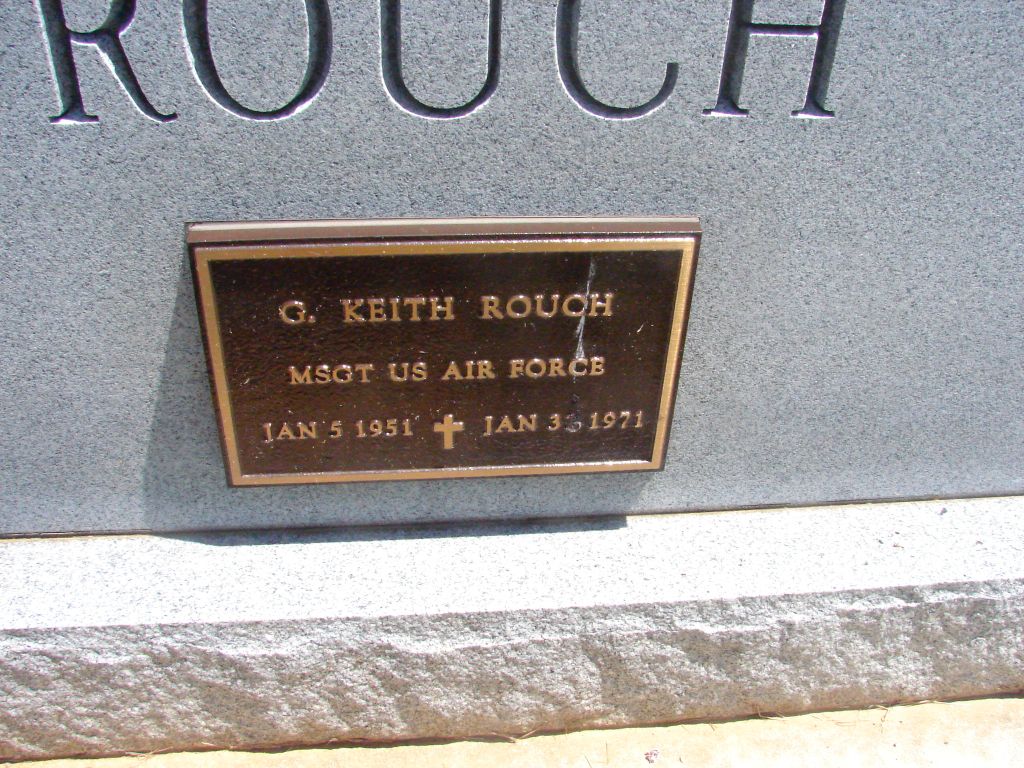 ROUCH
G. KEITH ROUCH
MSGT US AIR FORCE
JAN 5 1951 JAN 1971